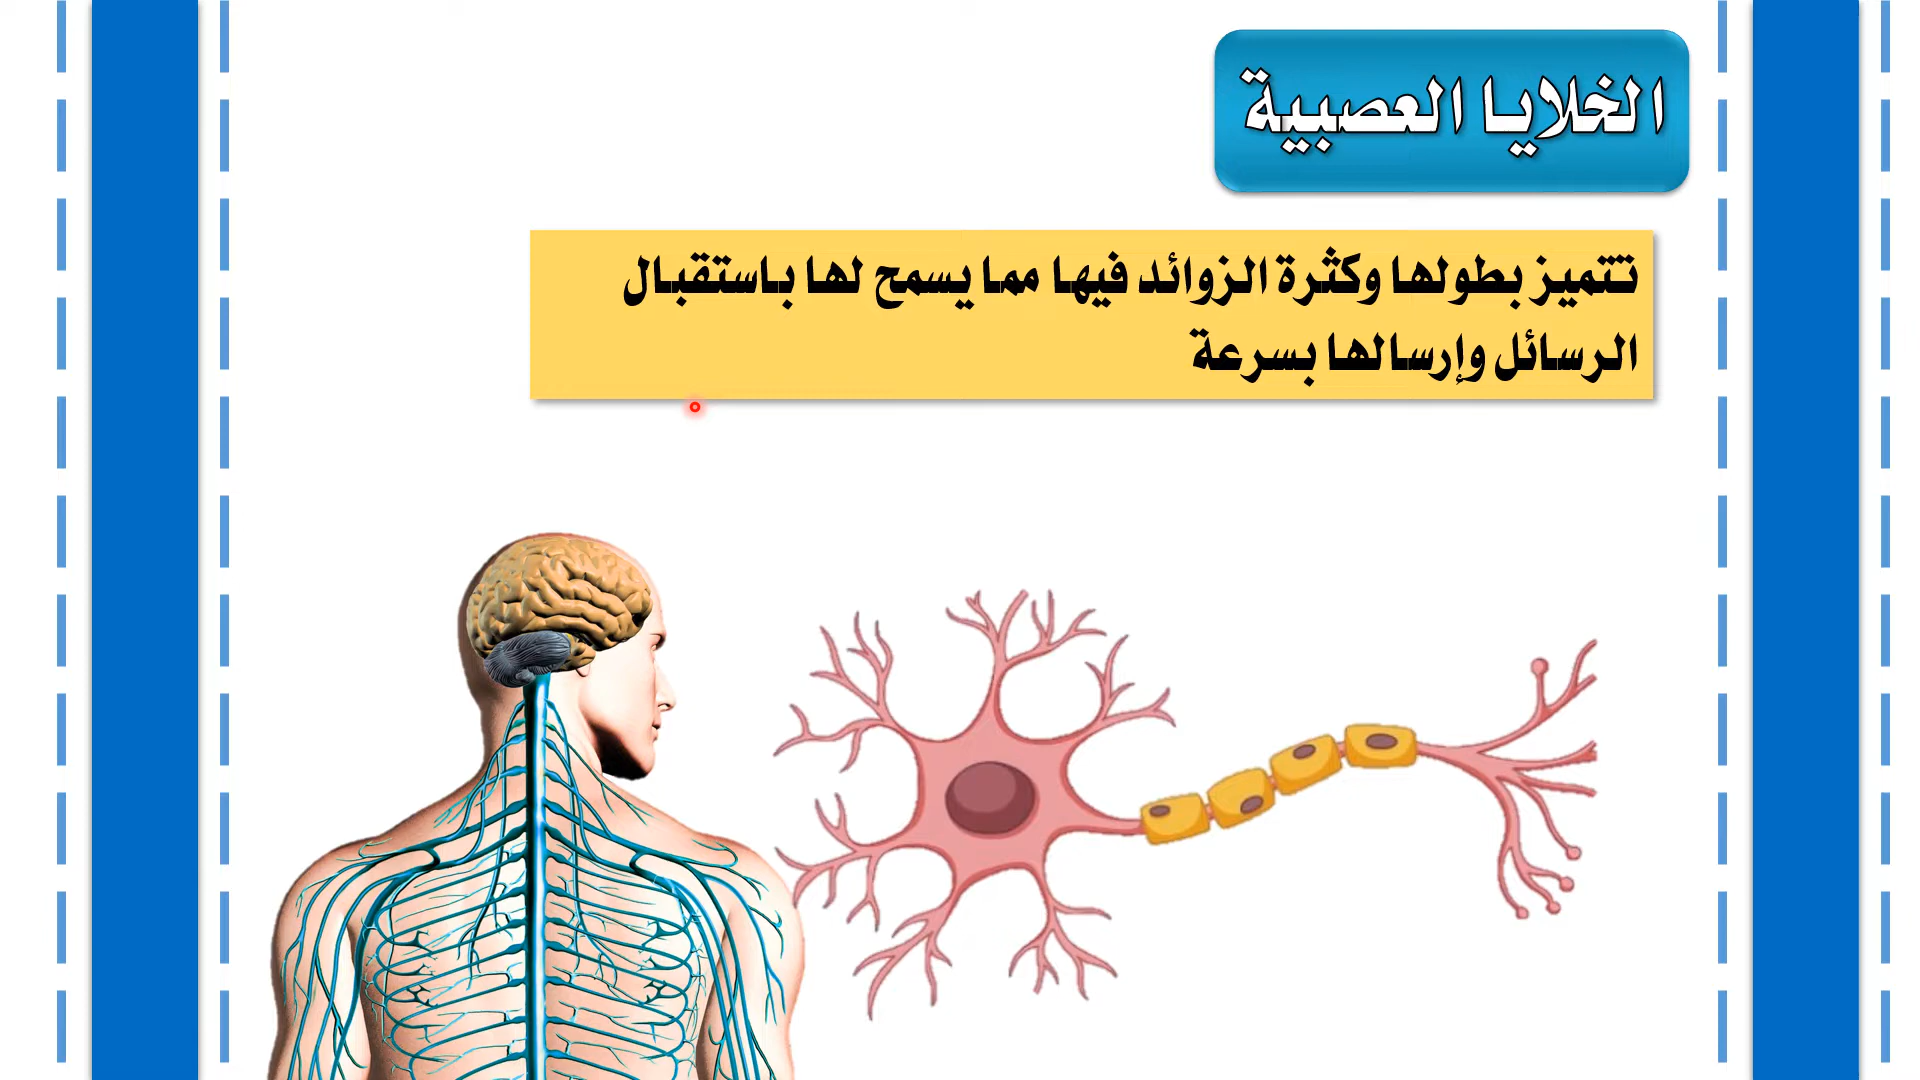 الخلايا العصبية
تتميز بطولها وكثرة الزوائد فيها مما يسمح لها باستقبال
الرسائل وإرسالها بسرعة